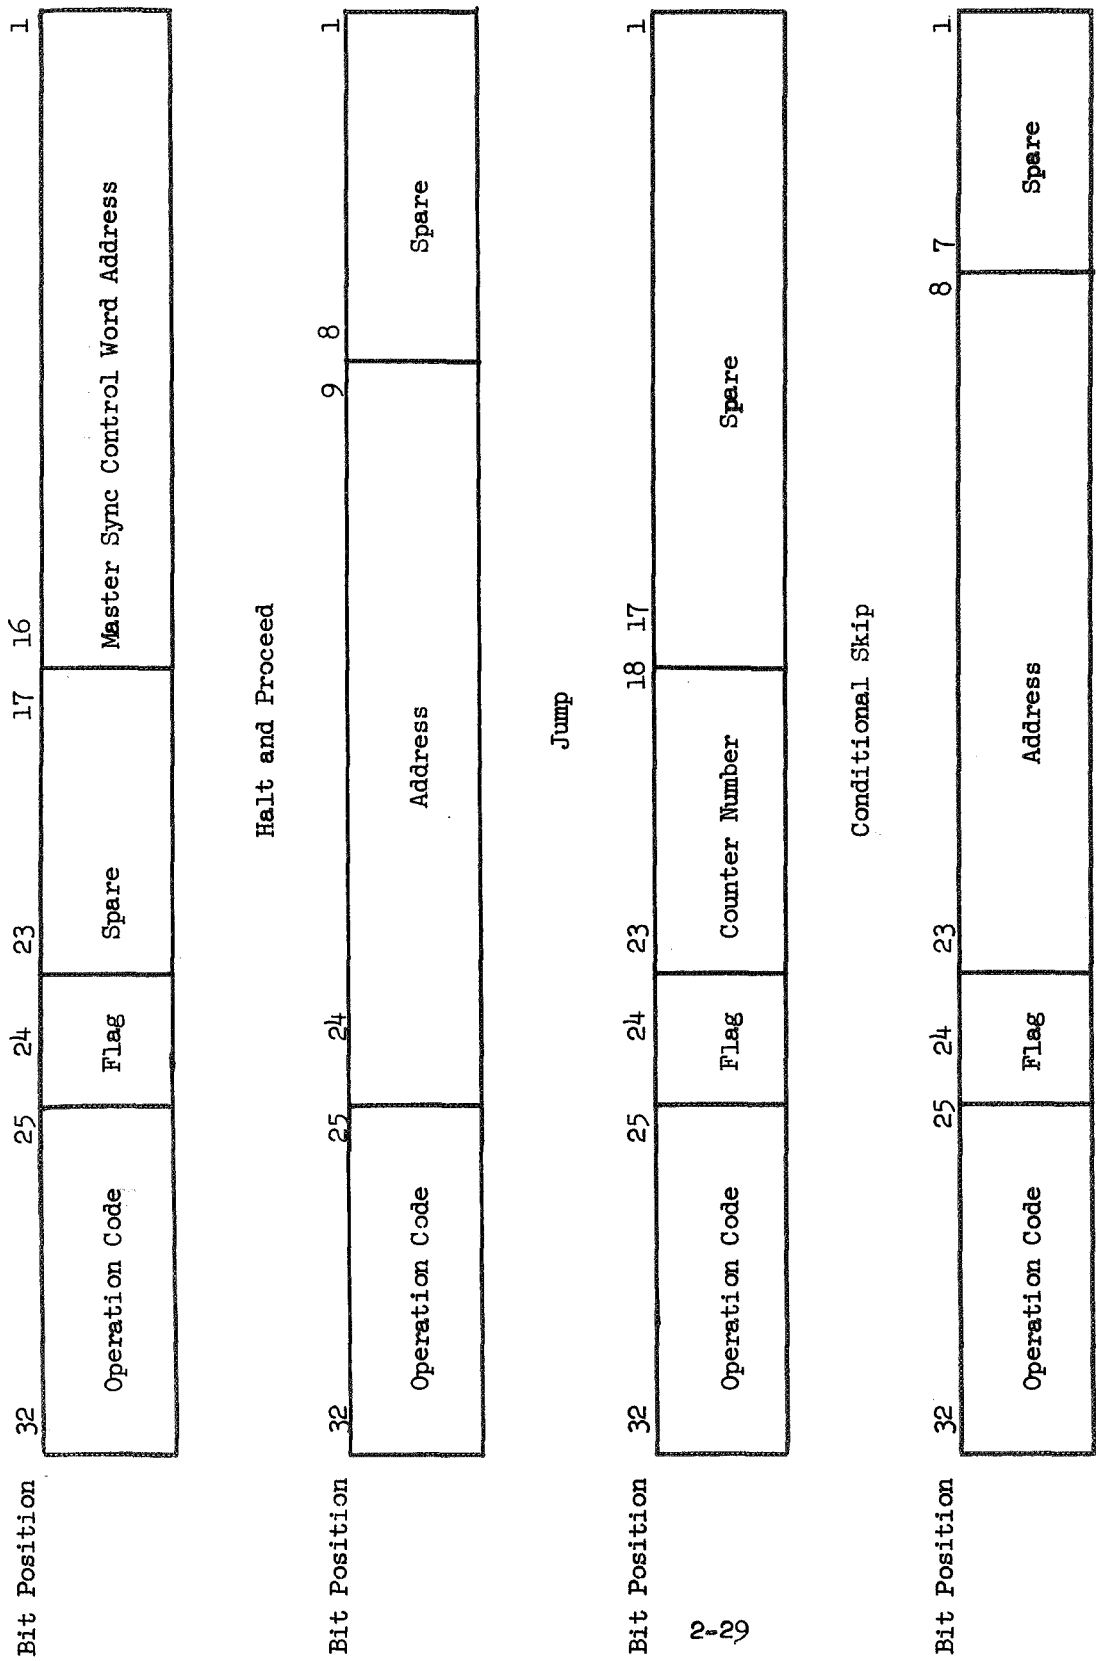 Bit Position 32 25 24 23 17 16 1
Operation Code Flag Spare Master Sync Control Word Address
Halt and Proceed
Bit Position 32 25 24 9 8 1
Operation Code Address Spare
Jump
Bit Position 32 25 24 23 18 17 1
Operation Code Flag Counter Number Spare
Conditional Skip
Bit Position 32 25 24 23 8 7 1
Operation Code Flag Address Spare
2-29